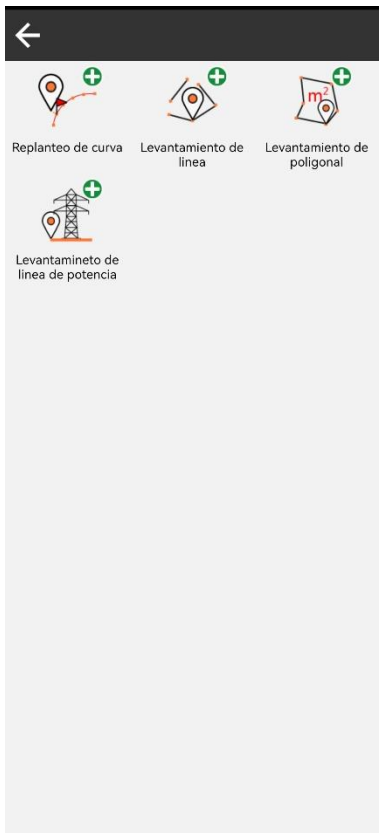 m²
Replanteo de curva
Levantamiento de
linea
Levantamiento de
poligonal
Levantamineto de
linea de potencia